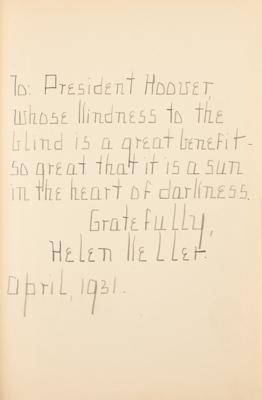 To: President Hoover,
whose kindness to the
blind is a great benefit -
so great that it is a sun
in the heart of darkness.
Gratefully,
Helen Keller.
April, 1931.